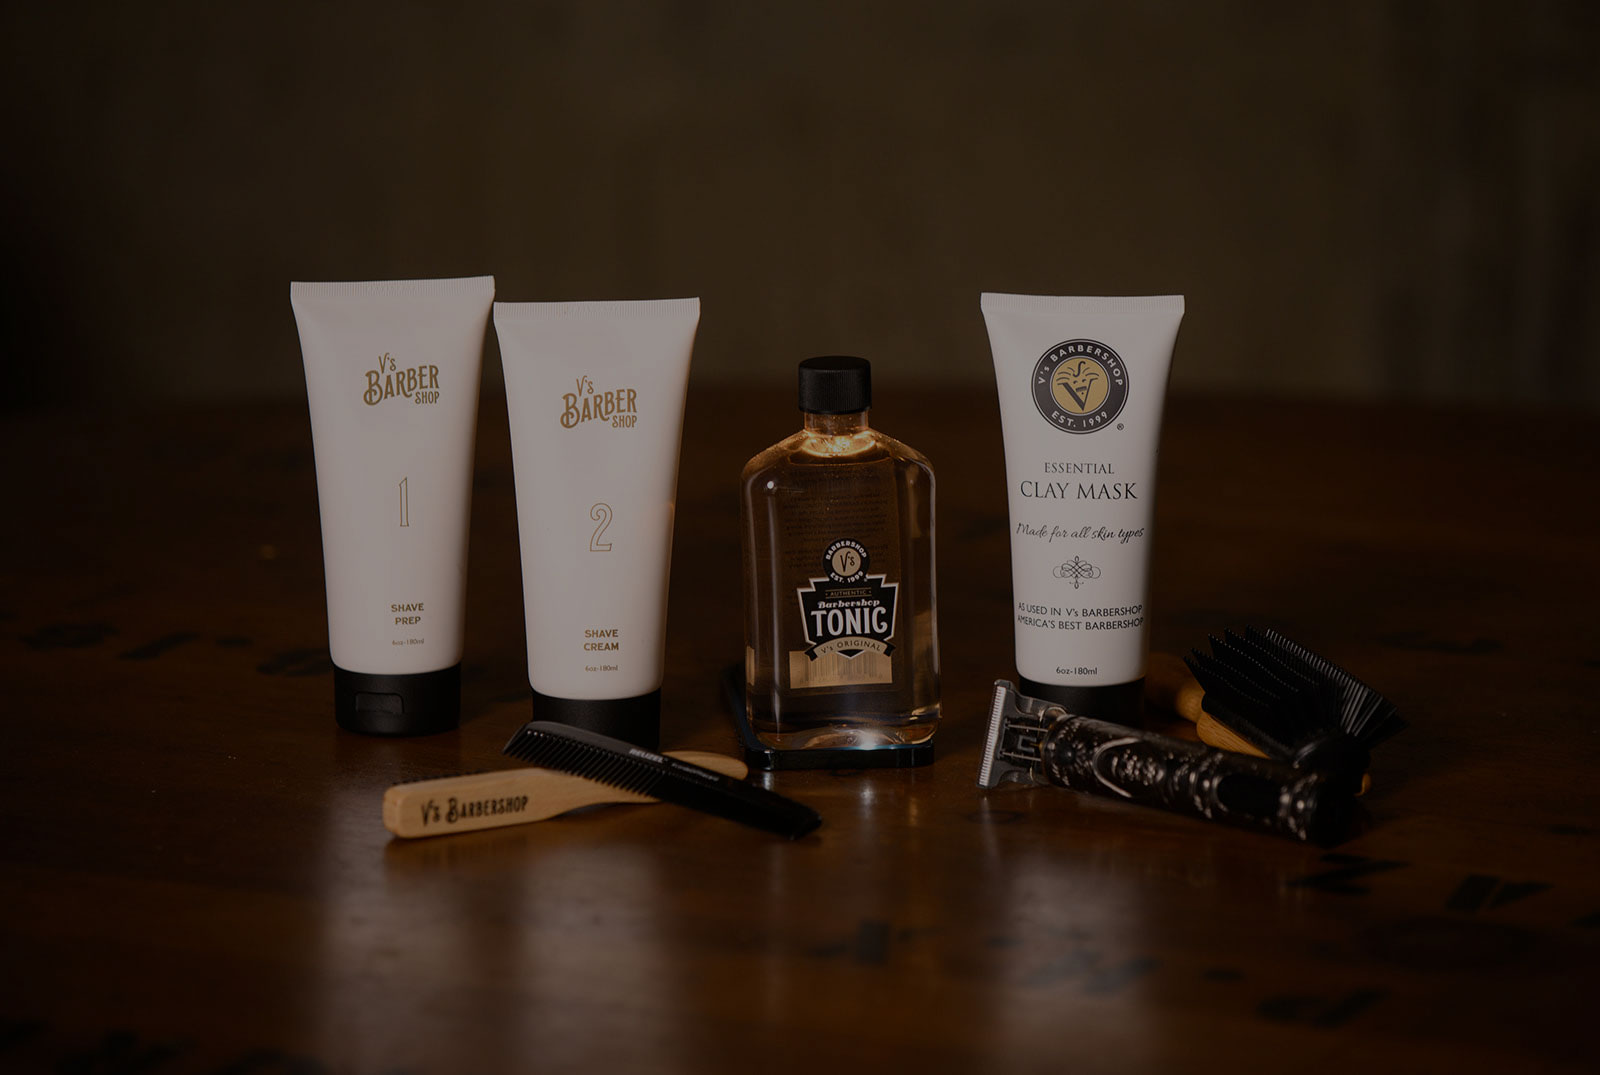 V's
BARBER
SHOP
1
SHAVE
PREP
6oz-180ml
V's
BARBER
SHOP
2
SHAVE
CREAM
6oz-180ml
BARBERSHOP
V's
EST. 1999
AUTHENTIC
Barbershop
TONIC
V's ORIGINAL
V's BARBERSHOP
V
EST. 1999
®
ESSENTIAL
CLAY MASK
Made for all skin types
AS USED IN V's BARBERSHOP
AMERICA'S BEST BARBERSHOP
6oz-180ml
V's BARBERSHOP